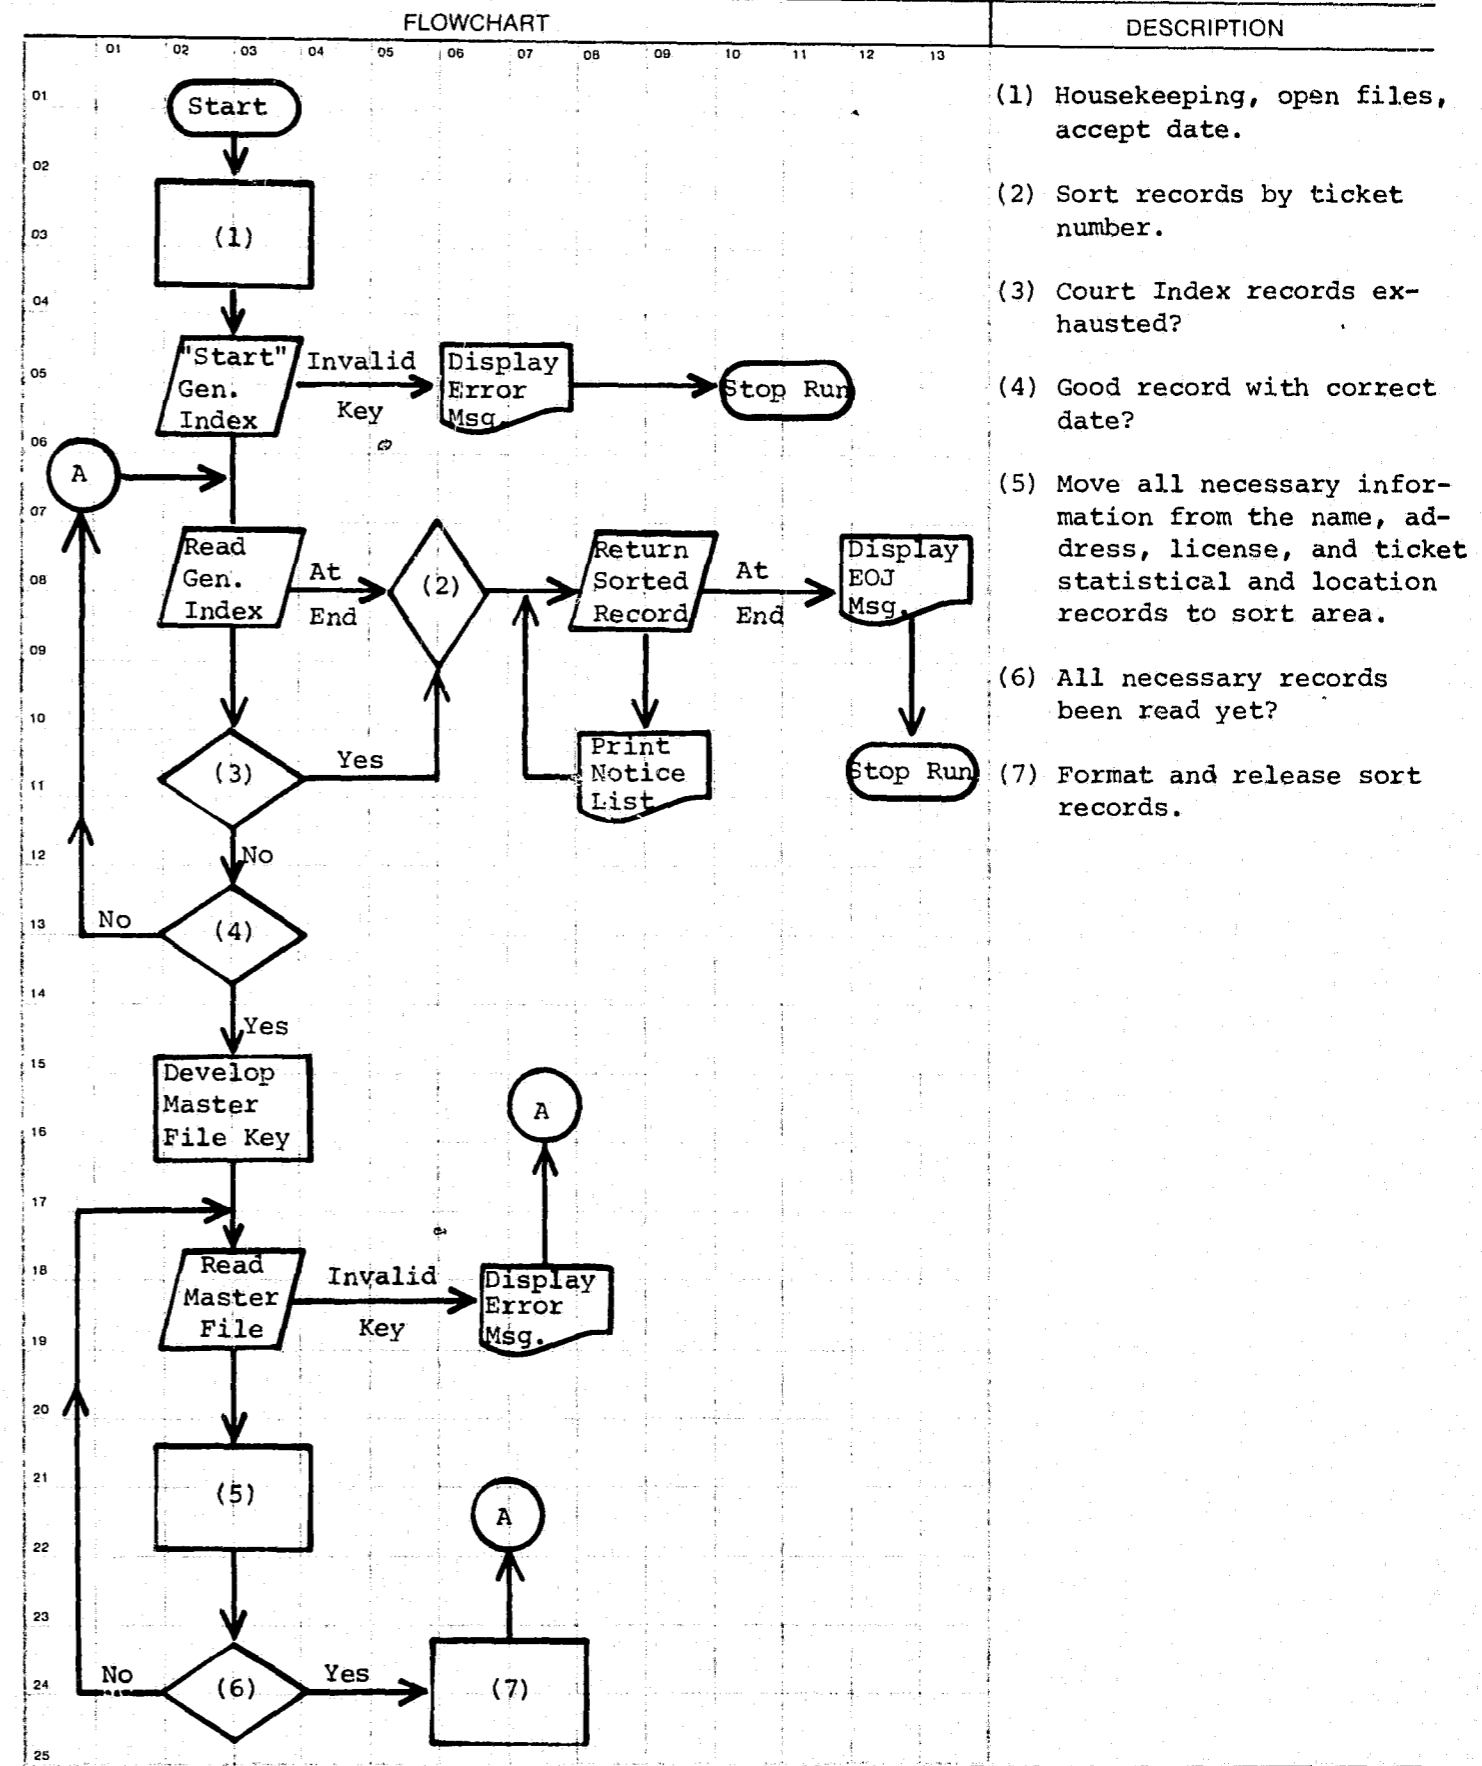 FLOWCHART
DESCRIPTION
01 02 03 04 05 06 07 08 09 10 11 12 13
01
02
03
04
05
06
07
08
09
10
11
12
13
14
15
16
17
18
19
20
21
22
23
24
25
Start
(1)
"Start"
Gen.
Index
Invalid
Key
Display
Error
Msg.
Stop Run
A
Read
Gen.
Index
At
End
(2)
Return
Sorted
Record
At
End
Display
EOJ
Msg.
Stop Run
Print
Notice
List
(3)
Yes
No
(4)
No
Yes
Develop
Master
File Key
A
Read
Master
File
Invalid
Key
Display
Error
Msg.
(5)
A
(6)
No
Yes
(7)
(1) Housekeeping, open files,
accept date.
(2) Sort records by ticket
number.
(3) Court Index records ex-
hausted?
(4) Good record with correct
date?
(5) Move all necessary infor-
mation from the name, ad-
dress, license, and ticket
statistical and location
records to sort area.
(6) All necessary records
been read yet?
(7) Format and release sort
records.